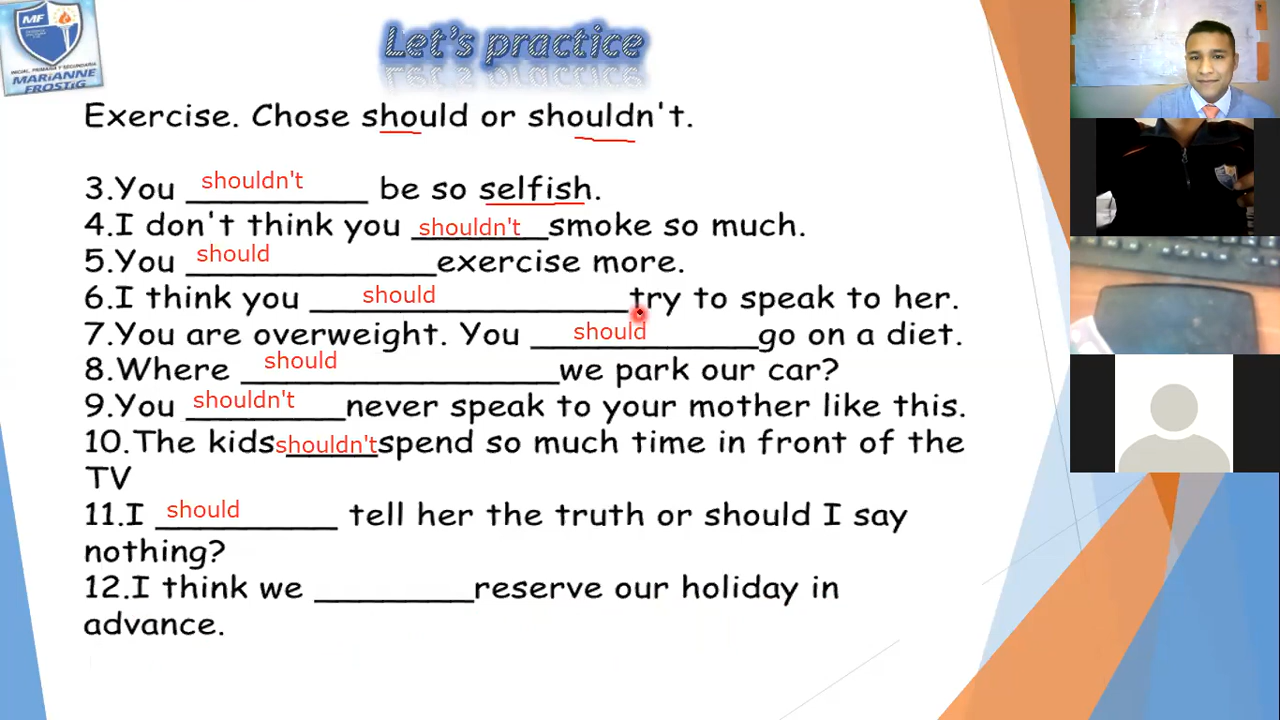 MF
INICIAL, PRIMARIA Y SECUNDARIA
MARIANNE
FROSTIG
Let's practice
Exercise. Chose should or shouldn't.
3.You shouldn't be so selfish.
4.I don't think you shouldn't smoke so much.
5.You should exercise more.
6.I think you should try to speak to her.
7.You are overweight. You should go on a diet.
8.Where should we park our car?
9.You shouldn't never speak to your mother like this.
10.The kids shouldn't spend so much time in front of the
TV
11.I should tell her the truth or should I say
nothing?
12.I think we ________reserve our holiday in
advance.